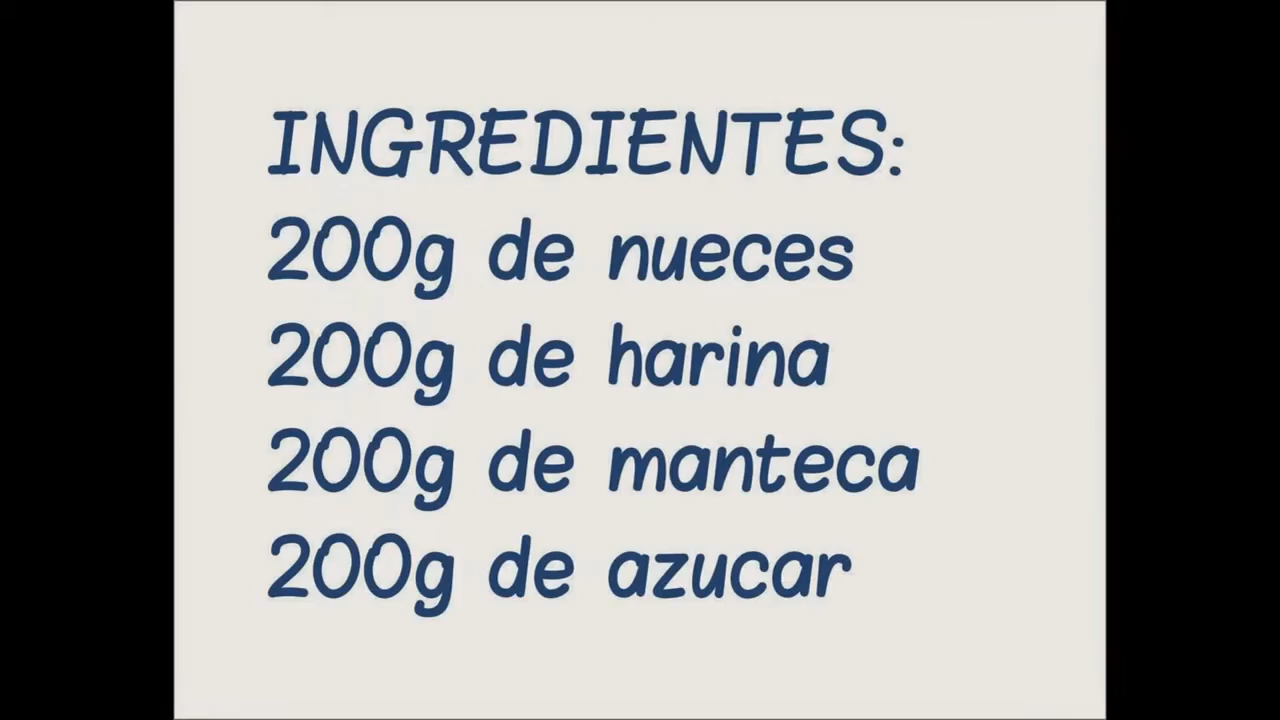 INGREDIENTES:
200g de nueces
200g de harina
200g de manteca
200g de azucar